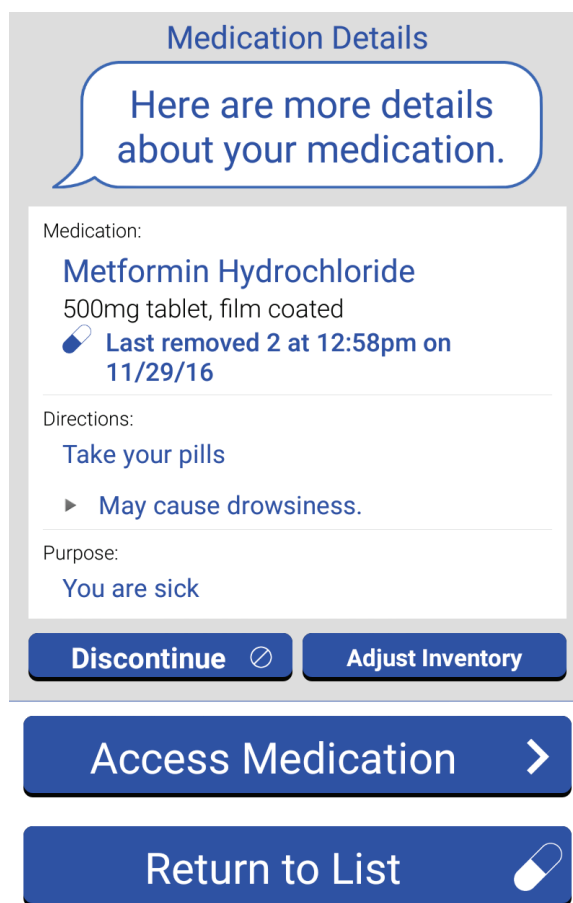 Medication Details
Here are more details
about your medication.
Medication:
Metformin Hydrochloride
500mg tablet, film coated
Last removed 2 at 12:58pm on
11/29/16
Directions:
Take your pills
May cause drowsiness.
Purpose:
You are sick
Discontinue
Adjust Inventory
Access Medication
Return to List